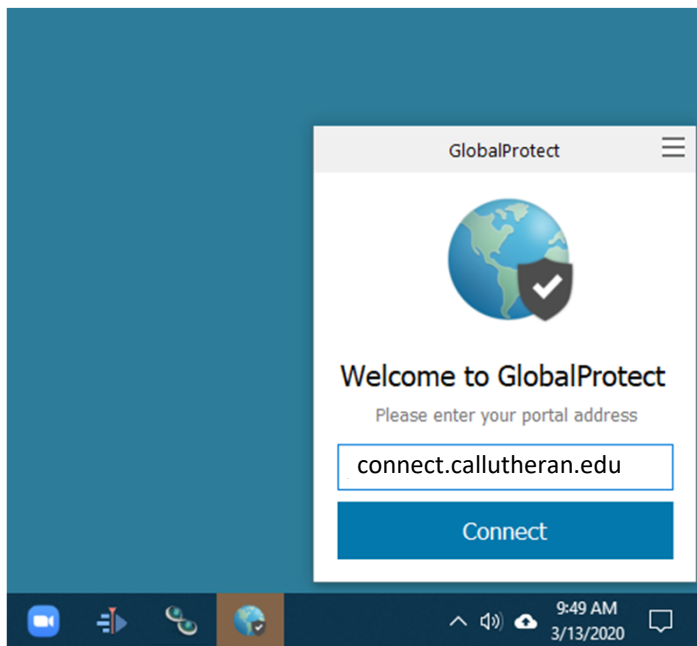 GlobalProtect
Welcome to GlobalProtect
Please enter your portal address
connect.callutheran.edu
Connect
9:49 AM
3/13/2020